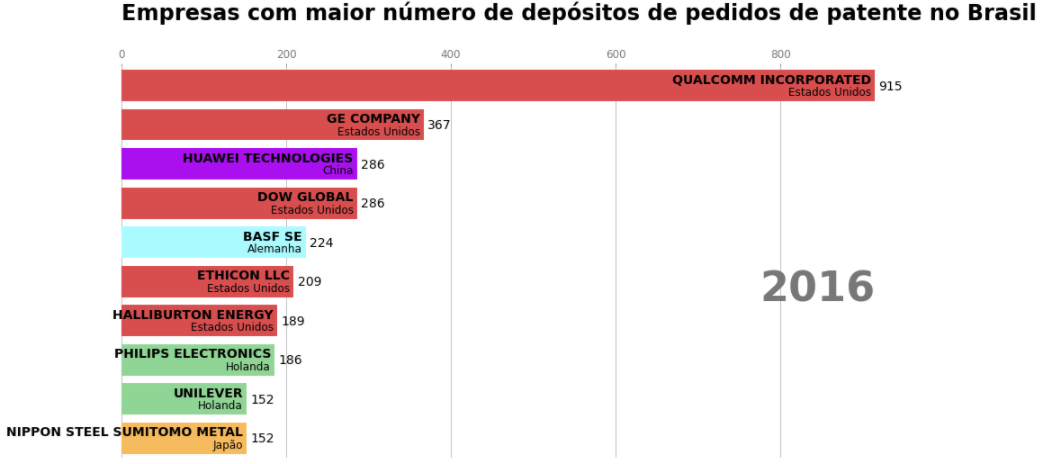 Empresas com maior número de depósitos de pedidos de patente no Brasil
0 200 400 600 800
QUALCOMM INCORPORATED
Estados Unidos
915
GE COMPANY
Estados Unidos
367
HUAWEI TECHNOLOGIES
China
286
DOW GLOBAL
Estados Unidos
286
BASF SE
Alemanha
224
ETHICON LLC
Estados Unidos
209
2016
HALLIBURTON ENERGY
Estados Unidos
189
PHILIPS ELECTRONICS
Holanda
186
UNILEVER
Holanda
152
NIPPON STEEL SUMITOMO METAL
Japão
152